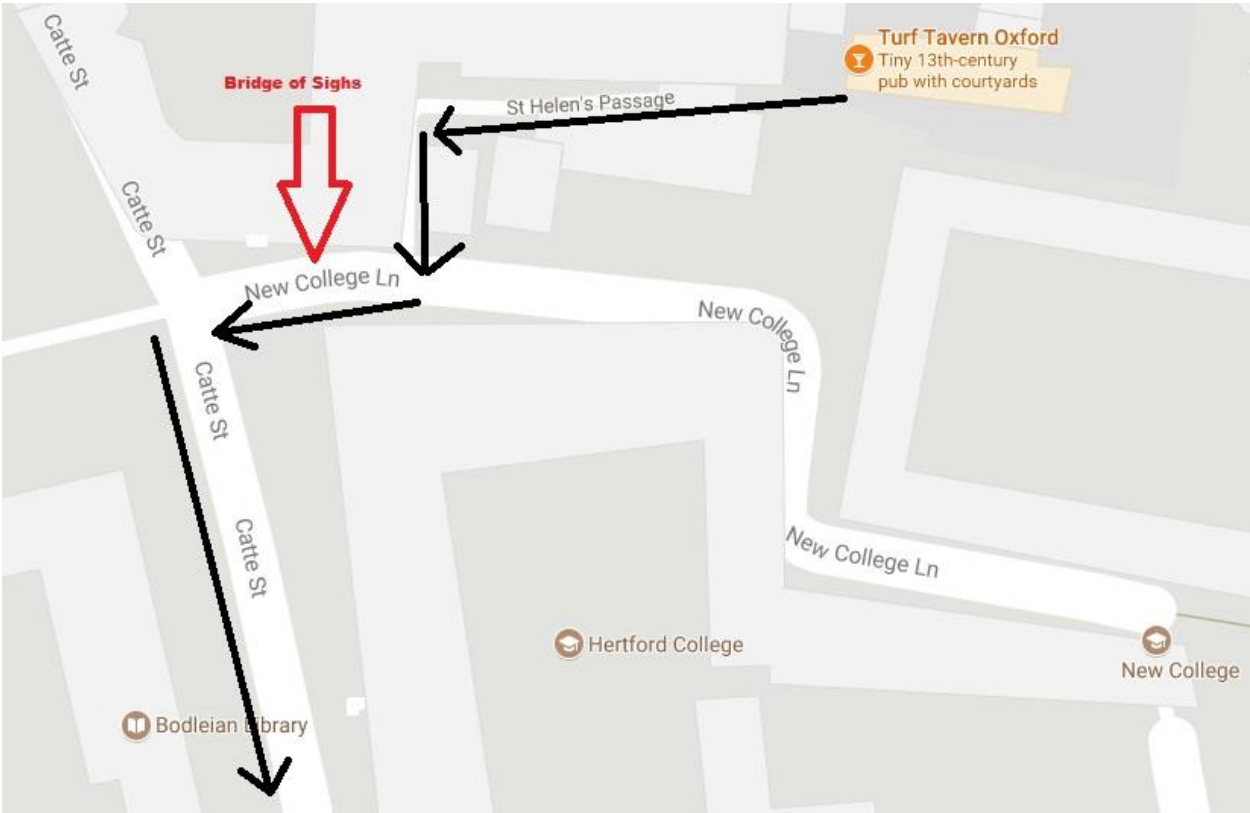 Catte St
Turf Tavern Oxford
Tiny 13th-century
pub with courtyards
Bridge of Sighs
St Helen's Passage
Catte St
New College Ln
New College Ln
Catte St
Catte St
New College Ln
Hertford College
New College
Bodleian Library